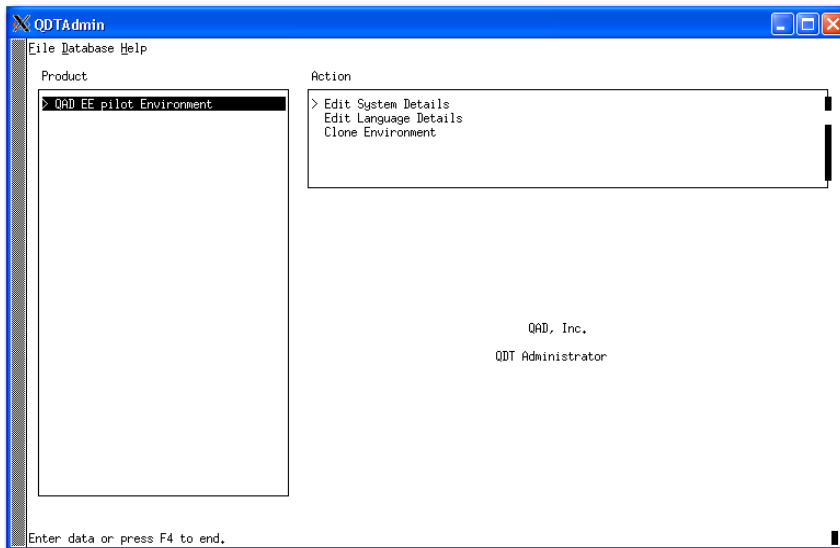 QDTAdmin
File Database Help
Product
Action
> QAD EE pilot Environment
> Edit System Details
Edit Language Details
Clone Environment
QAD, Inc.
QDT Administrator
Enter data or press F4 to end.